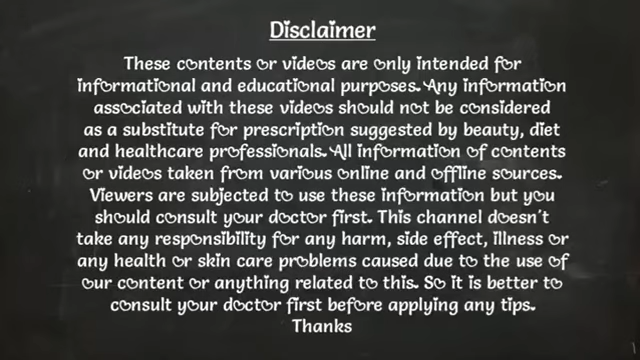 Disclaimer
These contents or videos are only intended for
informational and educational purposes. Any information
associated with these videos should not be considered
as a substitute for prescription suggested by beauty, diet
and healthcare professionals. All information of contents
or videos taken from various online and offline sources.
Viewers are subjected to use these information but you
should consult your doctor first. This channel doesn't
take any responsibility for any harm, side effect, illness or
any health or skin care problems caused due to the use of
our content or anything related to this. So it is better to
consult your doctor first before applying any tips.
Thanks